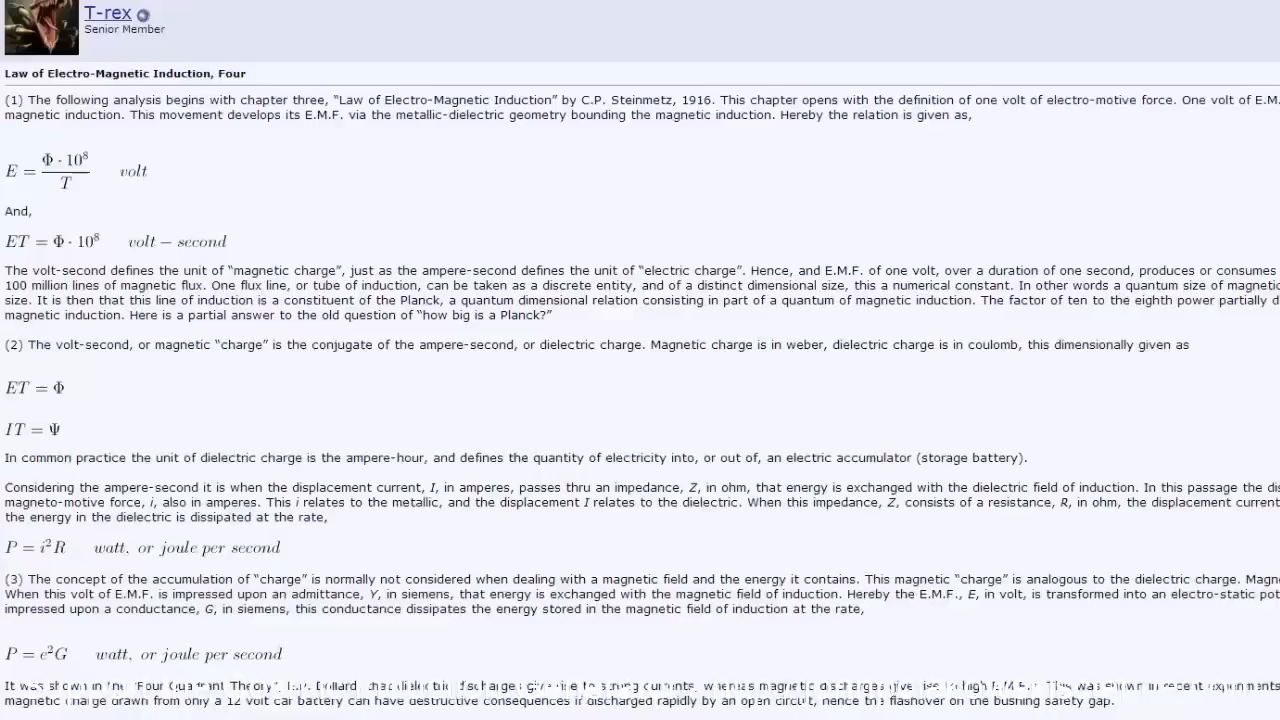 T-rex
Senior Member
Law of Electro-Magnetic Induction, Four
(1) The following analysis begins with chapter three, “Law of Electro-Magnetic Induction” by C.P. Steinmetz, 1916. This chapter opens with the definition of one volt of electro-motive force. One volt of E.M.
magnetic induction. This movement develops its E.M.F. via the metallic-dielectric geometry bounding the magnetic induction. Hereby the relation is given as,
E = Φ · 10⁸ / T volt
And,
ET = Φ · 10⁸ volt − second
The volt-second defines the unit of “magnetic charge”, just as the ampere-second defines the unit of “electric charge”. Hence, and E.M.F. of one volt, over a duration of one second, produces or consumes
100 million lines of magnetic flux. One flux line, or tube of induction, can be taken as a discrete entity, and of a distinct dimensional size, this a numerical constant. In other words a quantum size of magnetic
size. It is then that this line of induction is a constituent of the Planck, a quantum dimensional relation consisting in part of a quantum of magnetic induction. The factor of ten to the eighth power partially d
magnetic induction. Here is a partial answer to the old question of “how big is a Planck?”
(2) The volt-second, or magnetic “charge” is the conjugate of the ampere-second, or dielectric charge. Magnetic charge is in weber, dielectric charge is in coulomb, this dimensionally given as
ET = Φ
IT = Ψ
In common practice the unit of dielectric charge is the ampere-hour, and defines the quantity of electricity into, or out of, an electric accumulator (storage battery).
Considering the ampere-second it is when the displacement current, I, in amperes, passes thru an impedance, Z, in ohm, that energy is exchanged with the dielectric field of induction. In this passage the dis
magneto-motive force, i, also in amperes. This i relates to the metallic, and the displacement I relates to the dielectric. When this impedance, Z, consists of a resistance, R, in ohm, the displacement current
the energy in the dielectric is dissipated at the rate,
P = i²R watt, or joule per second
(3) The concept of the accumulation of “charge” is normally not considered when dealing with a magnetic field and the energy it contains. This magnetic “charge” is analogous to the dielectric charge. Magn
When this volt of E.M.F. is impressed upon an admittance, Y, in siemens, that energy is exchanged with the magnetic field of induction. Hereby the E.M.F., E, in volt, is transformed into an electro-static pot
impressed upon a conductance, G, in siemens, this conductance dissipates the energy stored in the magnetic field of induction at the rate,
P = e²G watt, or joule per second
It was shown in the “Four Quadrant Theory” discharge currents, whereas magnetic high E.M.F. was shown recent experiments
magnetic charge drawn from only a 12 volt car battery can have destructive consequences if discharged rapidly by an open circuit, hence the flashover on the bushing safety gap.